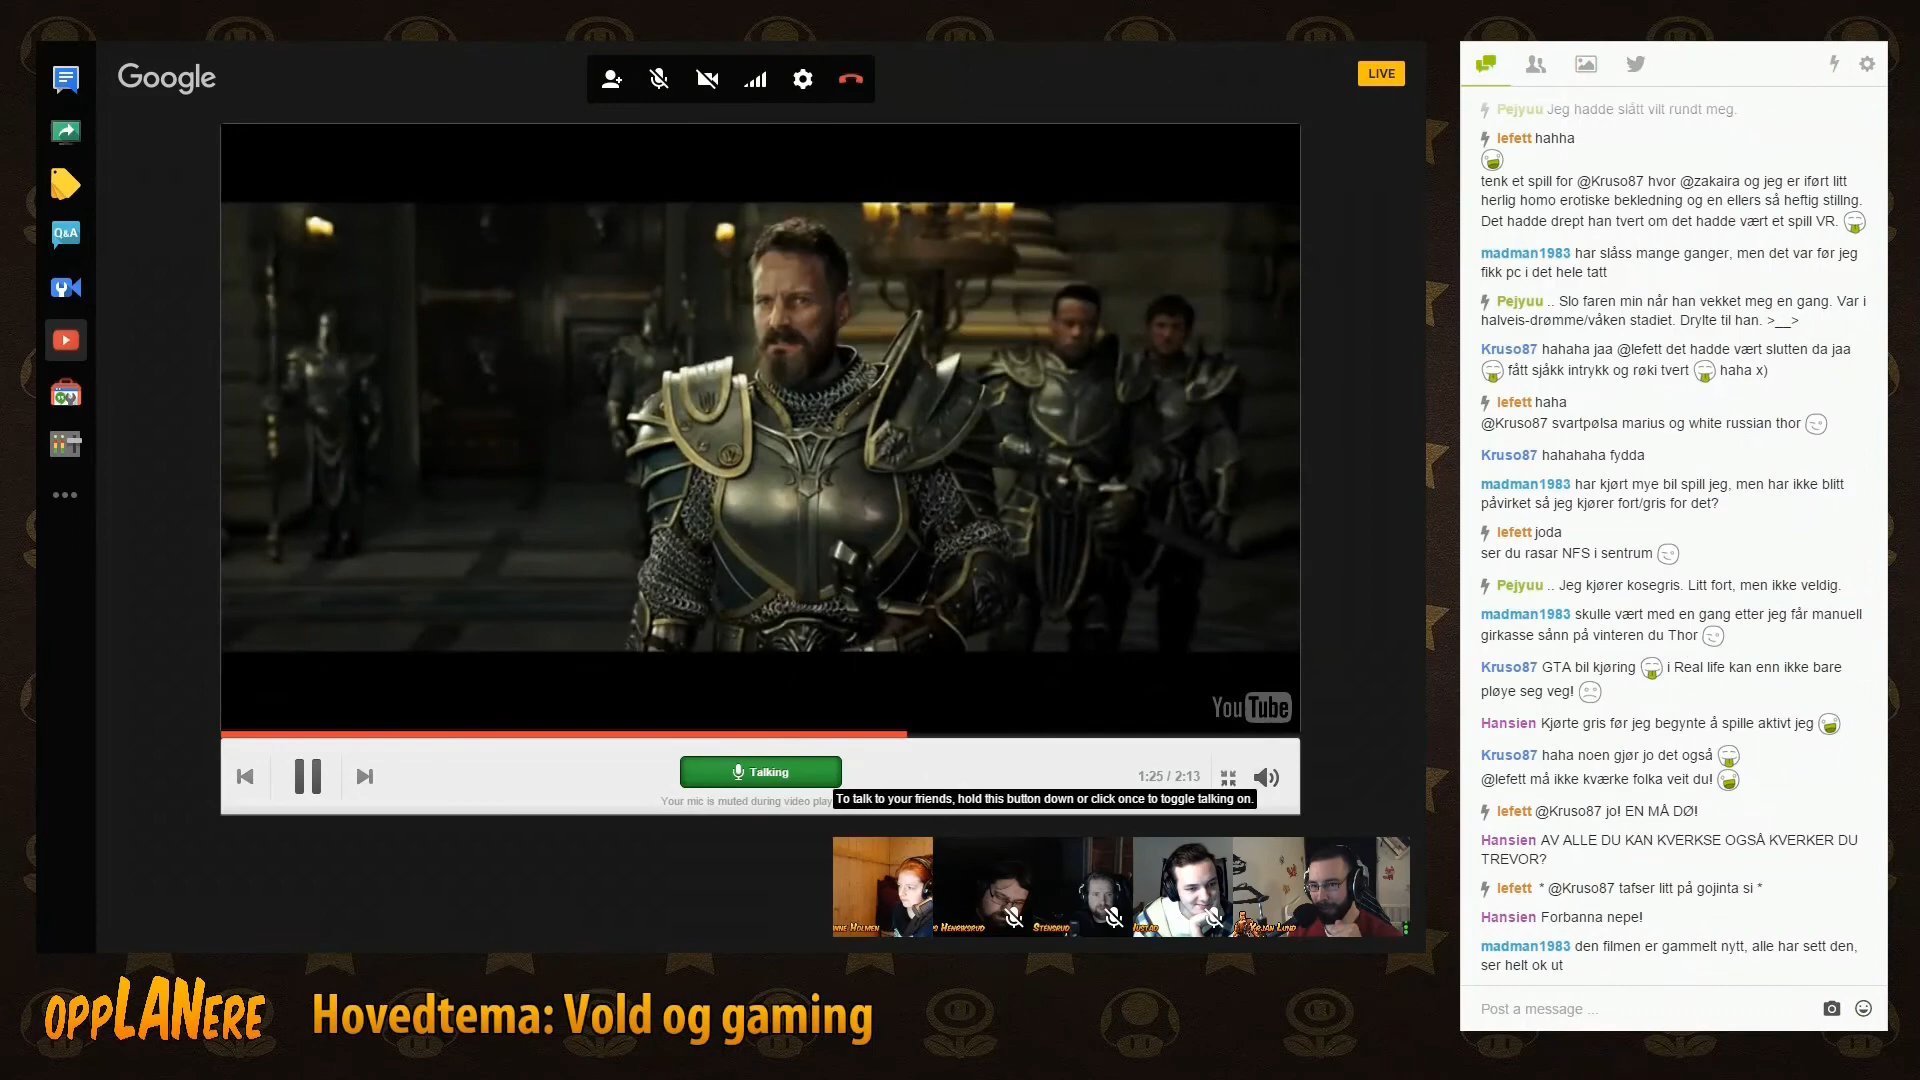 Google
LIVE
Q&A
YouTube
Talking
1:25 / 2:13
Your mic is muted during video play
To talk to your friends, hold this button down or click once to toggle talking on.
NNE HOLMEN
S HENRIKSRUD
STENSRUD
USTAD
ØRJAN LUND
OPPLANERE
Hovedtema: Vold og gaming
Pejyuu Jeg hadde slått vilt rundt meg.
lefett hahha
tenk et spill for @Kruso87 hvor @zakaira og jeg er iført litt
herlig homo erotiske bekledning og en ellers så heftig stillng.
Det hadde drept han tvert om det hadde vært et spill VR.
madman1983 har slåss mange ganger, men det var før jeg
fikk pc i det hele tatt
Pejyuu .. Slo faren min når han vekket meg en gang. Var i
halveis-drømme/våken stadiet. Drylte til han. >__>
Kruso87 hahaha jaa @lefett det hadde vært slutten da jaa
fått sjåkk intrykk og røki tvert haha x)
lefett haha
@Kruso87 svartpølsa marius og white russian thor
Kruso87 hahahaha fydda
madman1983 har kjørt mye bil spill jeg, men har ikke blitt
påvirket så jeg kjører fort/gris for det?
lefett joda
ser du rasar NFS i sentrum
Pejyuu .. Jeg kjører kosegris. Litt fort, men ikke veldig.
madman1983 skulle vært med en gang etter jeg får manuell
girkasse sånn på vinteren du Thor
Kruso87 GTA bil kjøring i Real life kan enn ikke bare
pløye seg veg!
Hansien Kjørte gris før jeg begynte å spille aktivt jeg
Kruso87 haha noen gjør jo det også
@lefett må ikke kværke folka veit du!
lefett @Kruso87 jo! EN MÅ DØ!
Hansien AV ALLE DU KAN KVERKSE OGSÅ KVERKER DU
TREVOR?
lefett * @Kruso87 tafser litt på gojinta si *
Hansien Forbanna nepe!
madman1983 den filmen er gammelt nytt, alle har sett den,
ser helt ok ut
Post a message ...